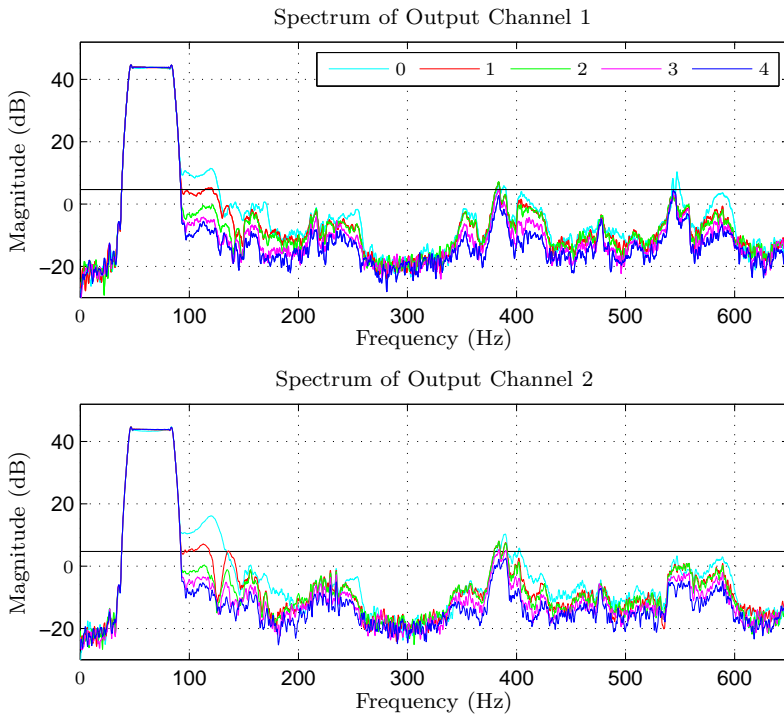 Spectrum of Output Channel 1
Magnitude (dB)
40
20
0
−20
0 1 2 3 4
0 100 200 300 400 500 600
Frequency (Hz)
Spectrum of Output Channel 2
Magnitude (dB)
40
20
0
−20
0 100 200 300 400 500 600
Frequency (Hz)